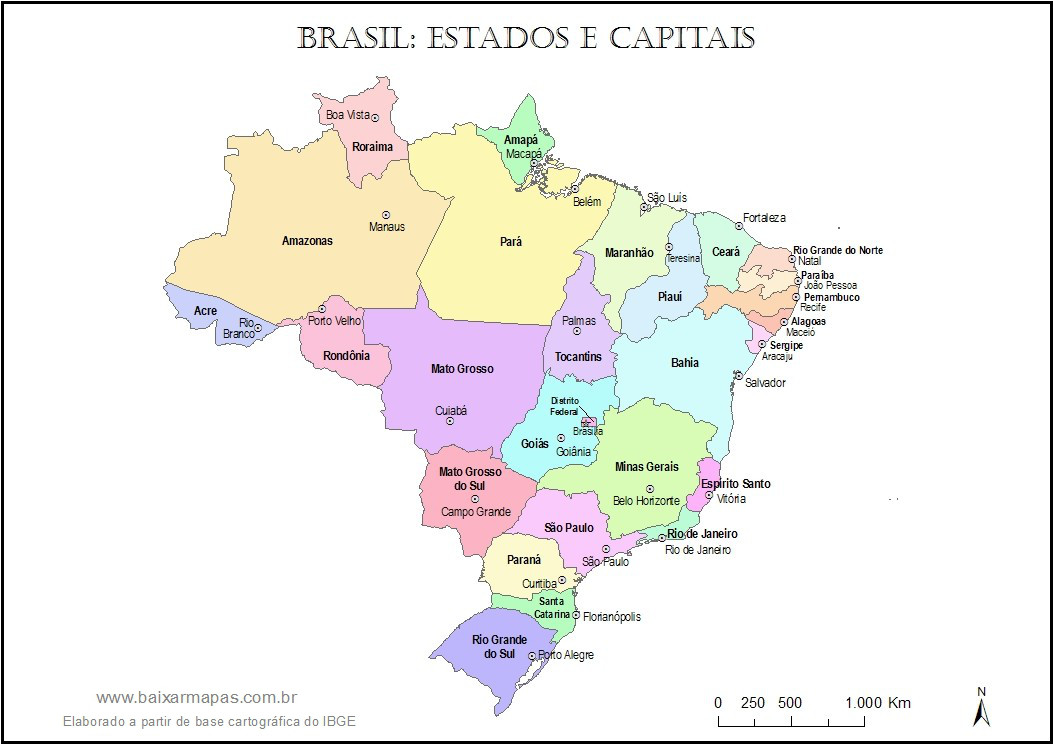 BRASIL: ESTADOS E CAPITAIS
Boa Vista
Roraima
Amapá
Macapá
Belém
São Luís
Fortaleza
Manaus
Amazonas
Pará
Maranhão
Teresina
Ceará
Rio Grande do Norte
Natal
Paraíba
João Pessoa
Piauí
Pernambuco
Recife
Acre
Rio
Branco
Porto Velho
Palmas
Alagoas
Maceió
Rondônia
Tocantins
Sergipe
Aracaju
Mato Grosso
Bahia
Salvador
Cuiabá
Distrito
Federal
Brasília
Goiás
Goiânia
Minas Gerais
Mato Grosso
do Sul
Espírito Santo
Vitória
Belo Horizonte
Campo Grande
São Paulo
Rio de Janeiro
Rio de Janeiro
São Paulo
Paraná
Curitiba
Santa
Catarina
Florianópolis
Rio Grande
do Sul
Porto Alegre
www.baixarmapas.com.br
Elaborado a partir de base cartográfica do IBGE
0 250 500 1.000 Km
N